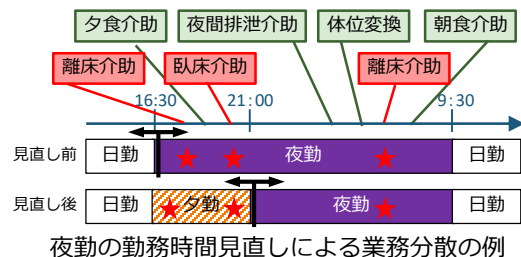 夕食介助 夜間排泄介助 体位変換 朝食介助
離床介助 臥床介助 離床介助
16:30 21:00 9:30
見直し前 日勤 夜勤 日勤
見直し後 日勤 夕勤 夜勤 日勤
夜勤の勤務時間見直しによる業務分散の例